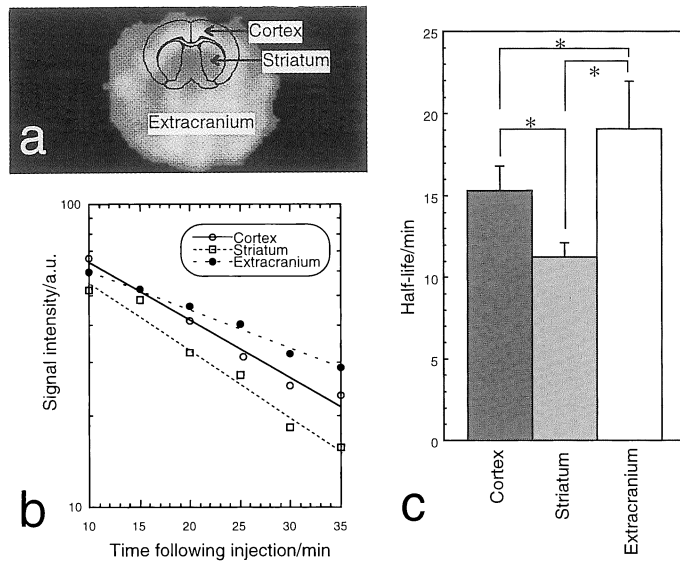 Cortex
Striatum
Extracranium
a
100
Cortex
Striatum
Extracranium
Signal intensity/a.u.
10
10 15 20 25 30 35
Time following injection/min
b
25
20
15
10
5
0
Half-life/min
*
*
*
Cortex
Striatum
Extracranium
c